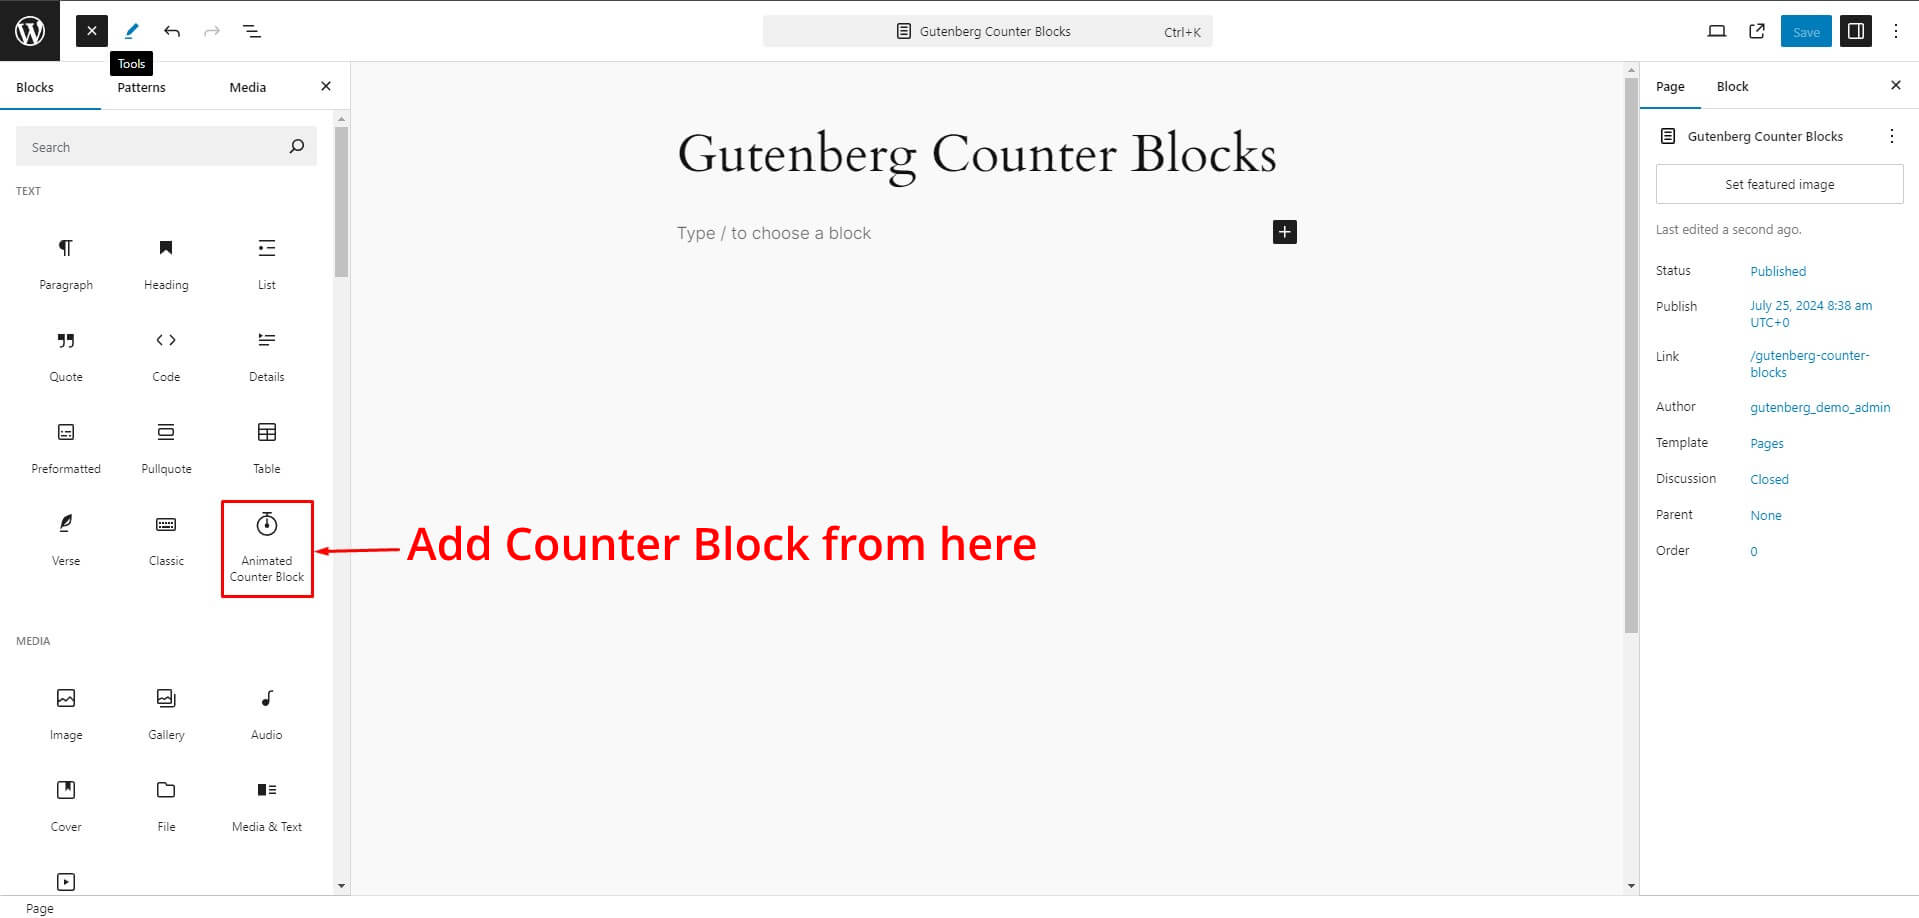 Gutenberg Counter Blocks
Ctrl+K
Save
Tools
Blocks
Patterns
Media
Search
TEXT
Paragraph
Heading
List
Quote
Code
Details
Preformatted
Pullquote
Table
Verse
Classic
Animated
Counter Block
MEDIA
Image
Gallery
Audio
Cover
File
Media & Text
Gutenberg Counter Blocks
Type / to choose a block
Add Counter Block from here
Page
Block
Gutenberg Counter Blocks
Set featured image
Last edited a second ago.
Status
Published
Publish
July 25, 2024 8:38 am
UTC+0
Link
/gutenberg-counter-
blocks
Author
gutenberg_demo_admin
Template
Pages
Discussion
Closed
Parent
None
Order
0
Page